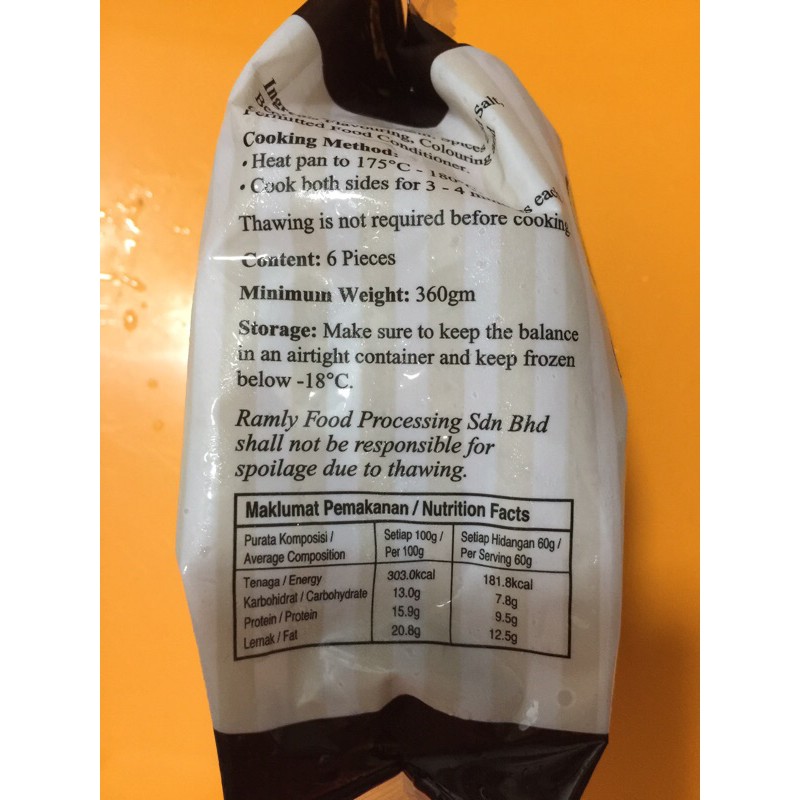 Salt,
Flavouring, Colouring
Permitted Food Conditioner.
Cooking Method:
• Heat pan to 175°C -
• Cook both sides for 3 - 4
Thawing is not required before cooking
Content: 6 Pieces
Minimum Weight: 360gm
Storage: Make sure to keep the balance
in an airtight container and keep frozen
below -18°C.
Ramly Food Processing Sdn Bhd
shall not be responsible for
spoilage due to thawing.
Maklumat Pemakanan / Nutrition Facts
Purata Komposisi / Average Composition Setiap 100g / Per 100g Setiap Hidangan 60g / Per Serving 60g
Tenaga / Energy 303.0kcal 181.8kcal
Karbohidrat / Carbohydrate 13.0g 7.8g
Protein / Protein 15.9g 9.5g
Lemak / Fat 20.8g 12.5g